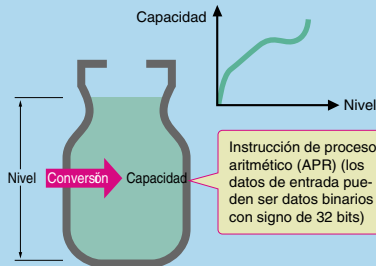 Capacidad
Nivel
Nivel
Conversión
Capacidad
Instrucción de proceso
aritmético (APR) (los
datos de entrada pue-
den ser datos binarios
con signo de 32 bits)